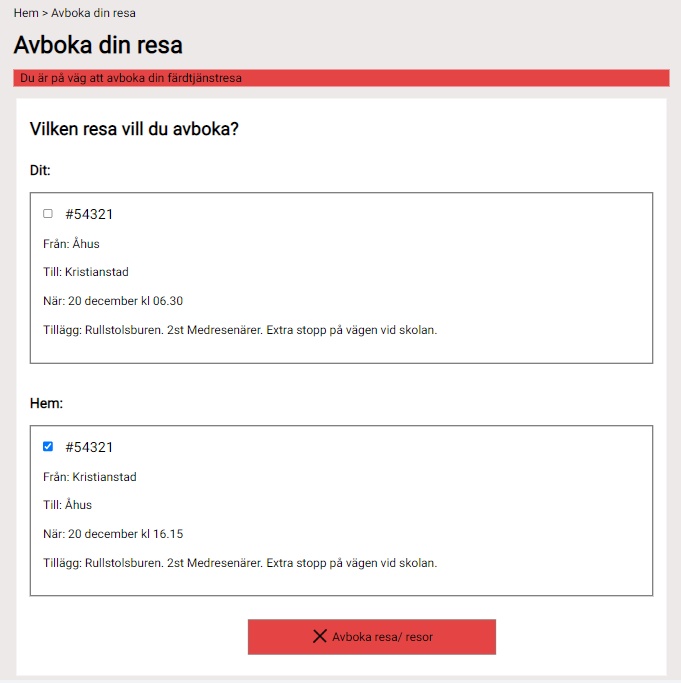 Hem > Avboka din resa
Avboka din resa
Du är på väg att avboka din färdtjänstresa
Vilken resa vill du avboka?
Dit:
#54321
Från: Åhus
Till: Kristianstad
När: 20 december kl 06.30
Tillägg: Rullstolsburen. 2st Medresenärer. Extra stopp på vägen vid skolan.
Hem:
#54321
Från: Kristianstad
Till: Åhus
När: 20 december kl 16.15
Tillägg: Rullstolsburen. 2st Medresenärer. Extra stopp på vägen vid skolan.
Avboka resa/ resor